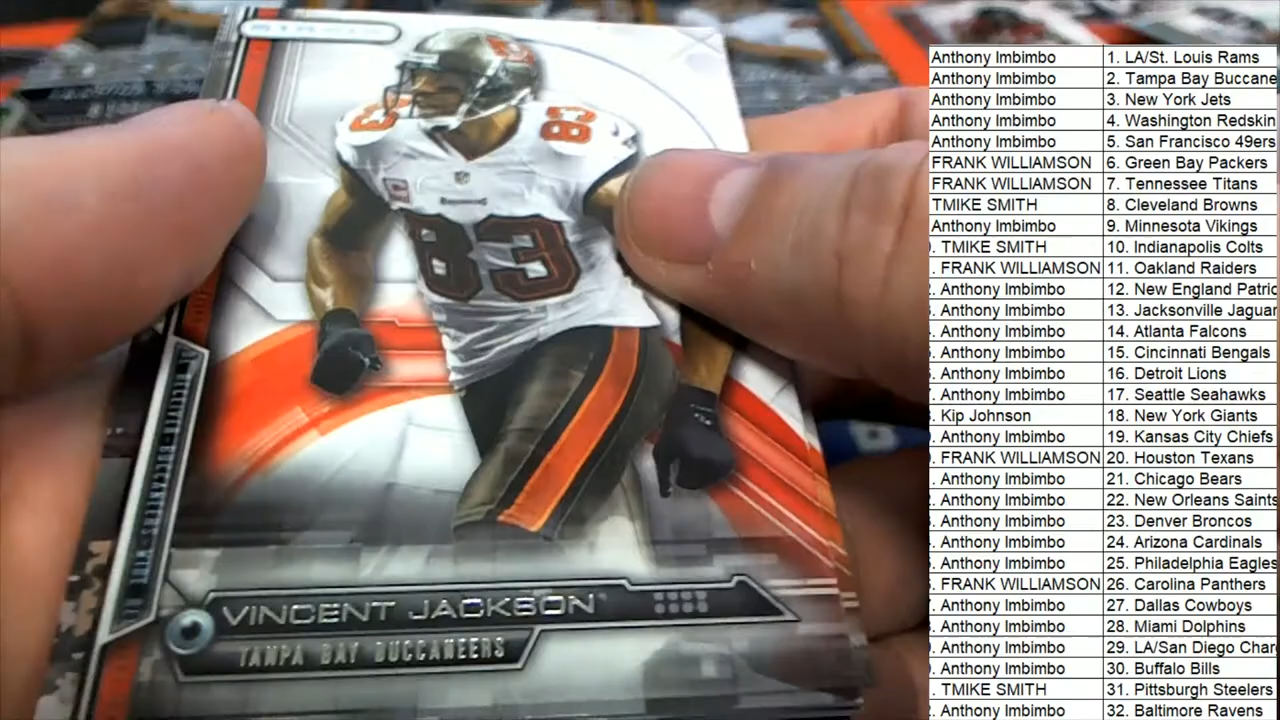 83
83
83
VINCENT JACKSON
TAMPA BAY BUCCANEERS
Anthony Imbimbo 1. LA/St. Louis Rams
Anthony Imbimbo 2. Tampa Bay Buccane
Anthony Imbimbo 3. New York Jets
Anthony Imbimbo 4. Washington Redskin
Anthony Imbimbo 5. San Francisco 49ers
FRANK WILLIAMSON 6. Green Bay Packers
FRANK WILLIAMSON 7. Tennessee Titans
TMIKE SMITH 8. Cleveland Browns
Anthony Imbimbo 9. Minnesota Vikings
. TMIKE SMITH 10. Indianapolis Colts
. FRANK WILLIAMSON 11. Oakland Raiders
. Anthony Imbimbo 12. New England Patric
. Anthony Imbimbo 13. Jacksonville Jaguar
. Anthony Imbimbo 14. Atlanta Falcons
. Anthony Imbimbo 15. Cincinnati Bengals
. Anthony Imbimbo 16. Detroit Lions
. Anthony Imbimbo 17. Seattle Seahawks
. Kip Johnson 18. New York Giants
. Anthony Imbimbo 19. Kansas City Chiefs
. FRANK WILLIAMSON 20. Houston Texans
. Anthony Imbimbo 21. Chicago Bears
. Anthony Imbimbo 22. New Orleans Saints
. Anthony Imbimbo 23. Denver Broncos
. Anthony Imbimbo 24. Arizona Cardinals
. Anthony Imbimbo 25. Philadelphia Eagles
. FRANK WILLIAMSON 26. Carolina Panthers
. Anthony Imbimbo 27. Dallas Cowboys
. Anthony Imbimbo 28. Miami Dolphins
. Anthony Imbimbo 29. LA/San Diego Char
. Anthony Imbimbo 30. Buffalo Bills
. TMIKE SMITH 31. Pittsburgh Steelers
. Anthony Imbimbo 32. Baltimore Ravens